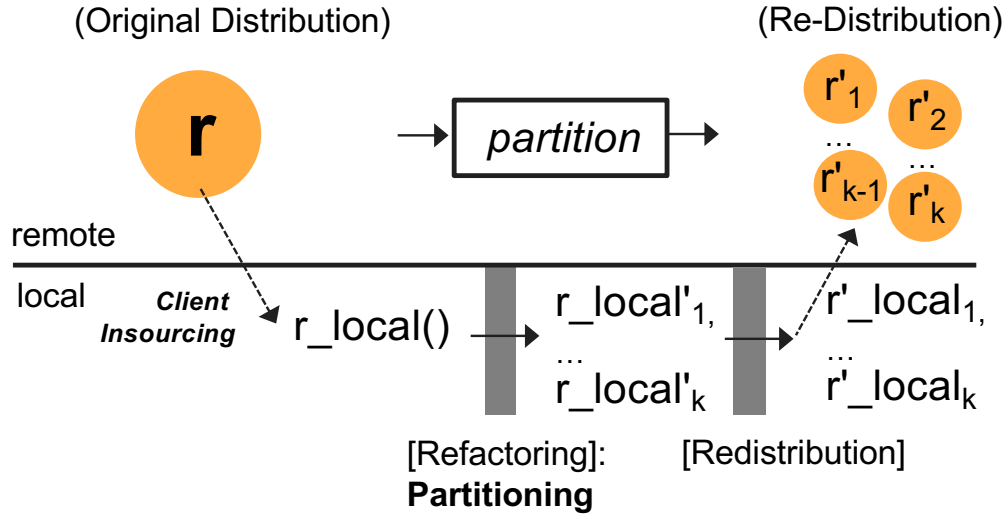 (Original Distribution)
(Re-Distribution)
r
partition
r'1
r'2
...
...
r'k-1
r'k
remote
local
Client
Insourcing
r_local()
r_local'1,
...
r_local'k
r'_local1,
...
r'_localk
[Refactoring]:
Partitioning
[Redistribution]